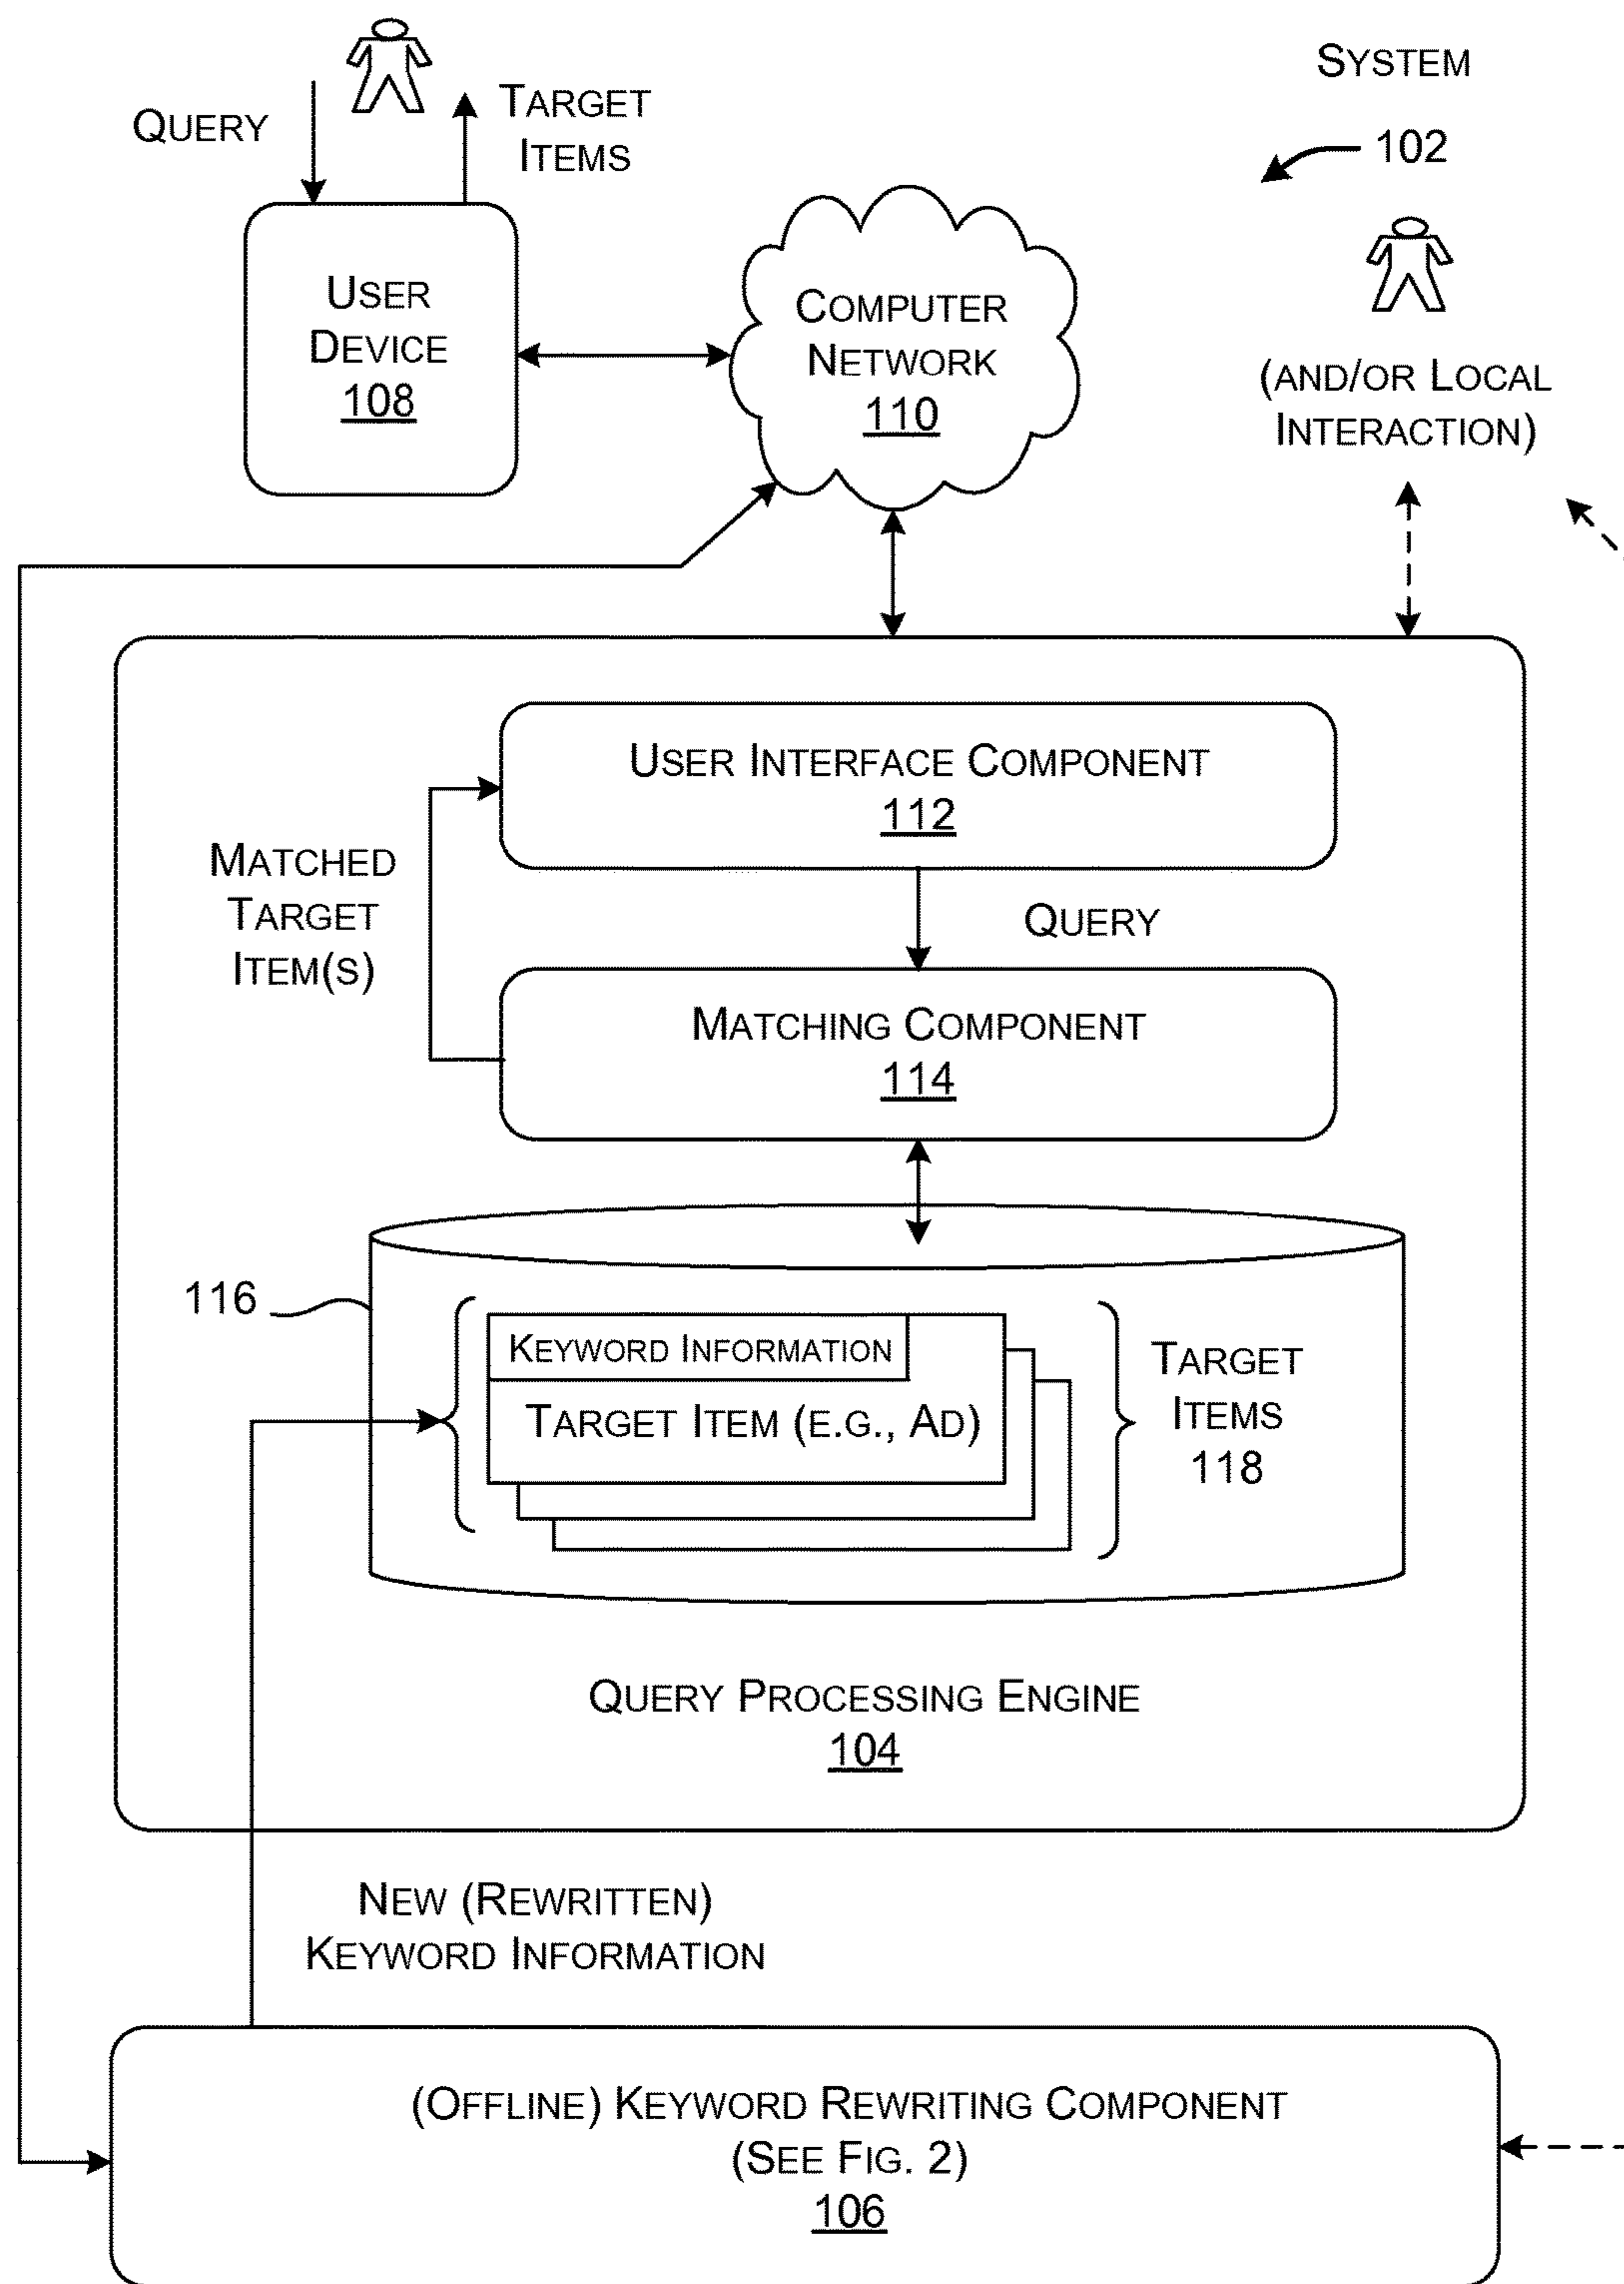 SYSTEM
102
QUERY
TARGET
ITEMS
USER
DEVICE
108
COMPUTER
NETWORK
110
(AND/OR LOCAL
INTERACTION)
USER INTERFACE COMPONENT
112
MATCHED
TARGET
ITEM(S)
QUERY
MATCHING COMPONENT
114
116
KEYWORD INFORMATION
TARGET ITEM (E.G., AD)
TARGET
ITEMS
118
QUERY PROCESSING ENGINE
104
NEW (REWRITTEN)
KEYWORD INFORMATION
(OFFLINE) KEYWORD REWRITING COMPONENT
(SEE FIG. 2)
106